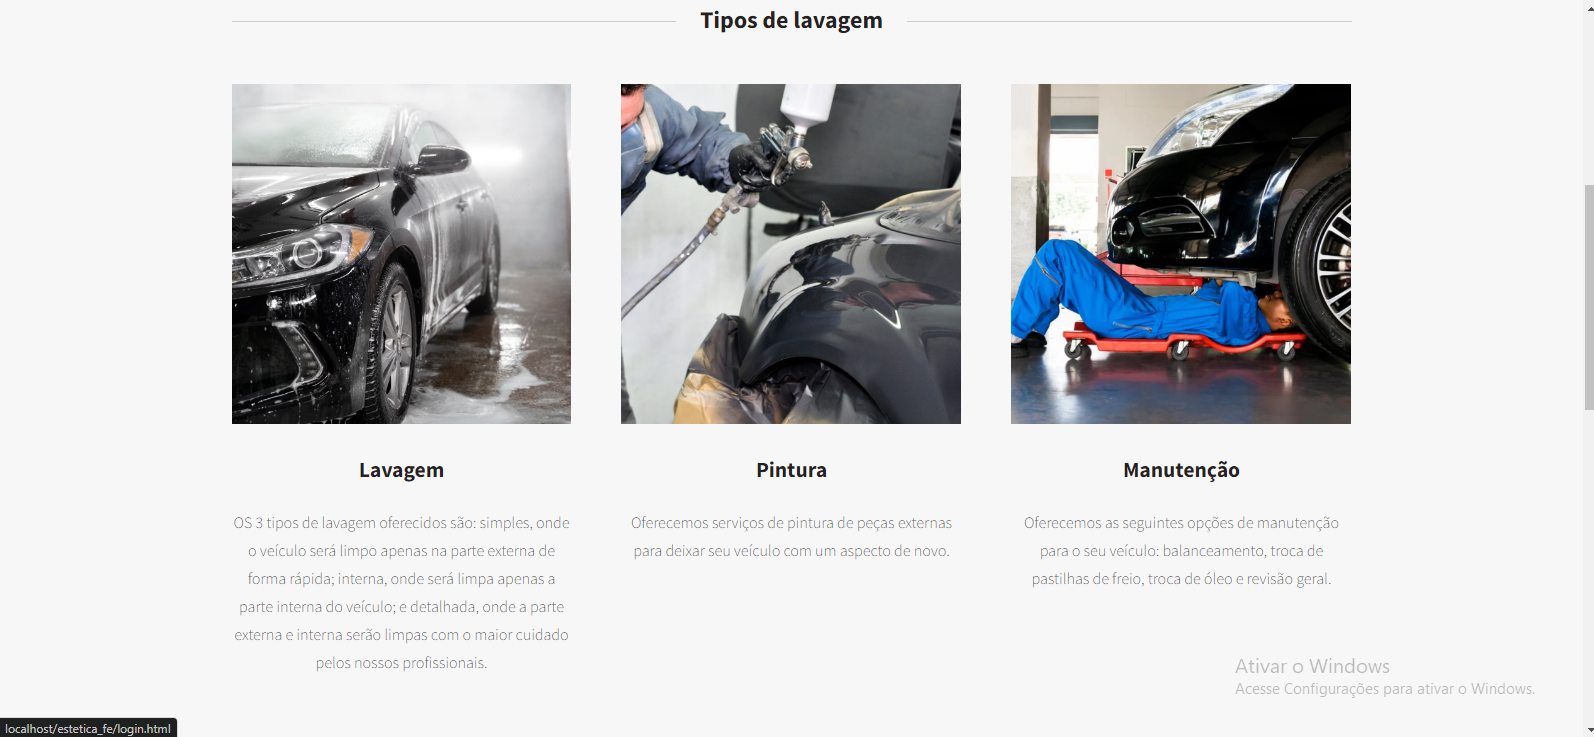 Tipos de lavagem
Lavagem
OS 3 tipos de lavagem oferecidos são: simples, onde
o veículo será limpo apenas na parte externa de
forma rápida; interna, onde será limpa apenas a
parte interna do veículo; e detalhada, onde a parte
externa e interna serão limpas com o maior cuidado
pelos nossos profissionais.
Pintura
Oferecemos serviços de pintura de peças externas
para deixar seu veículo com um aspecto de novo.
Manutenção
Oferecemos as seguintes opções de manutenção
para o seu veículo: balanceamento, troca de
pastilhas de freio, troca de óleo e revisão geral.
Ativar o Windows
Acesse Configurações para ativar o Windows.
localhost/estetica_fe/login.html